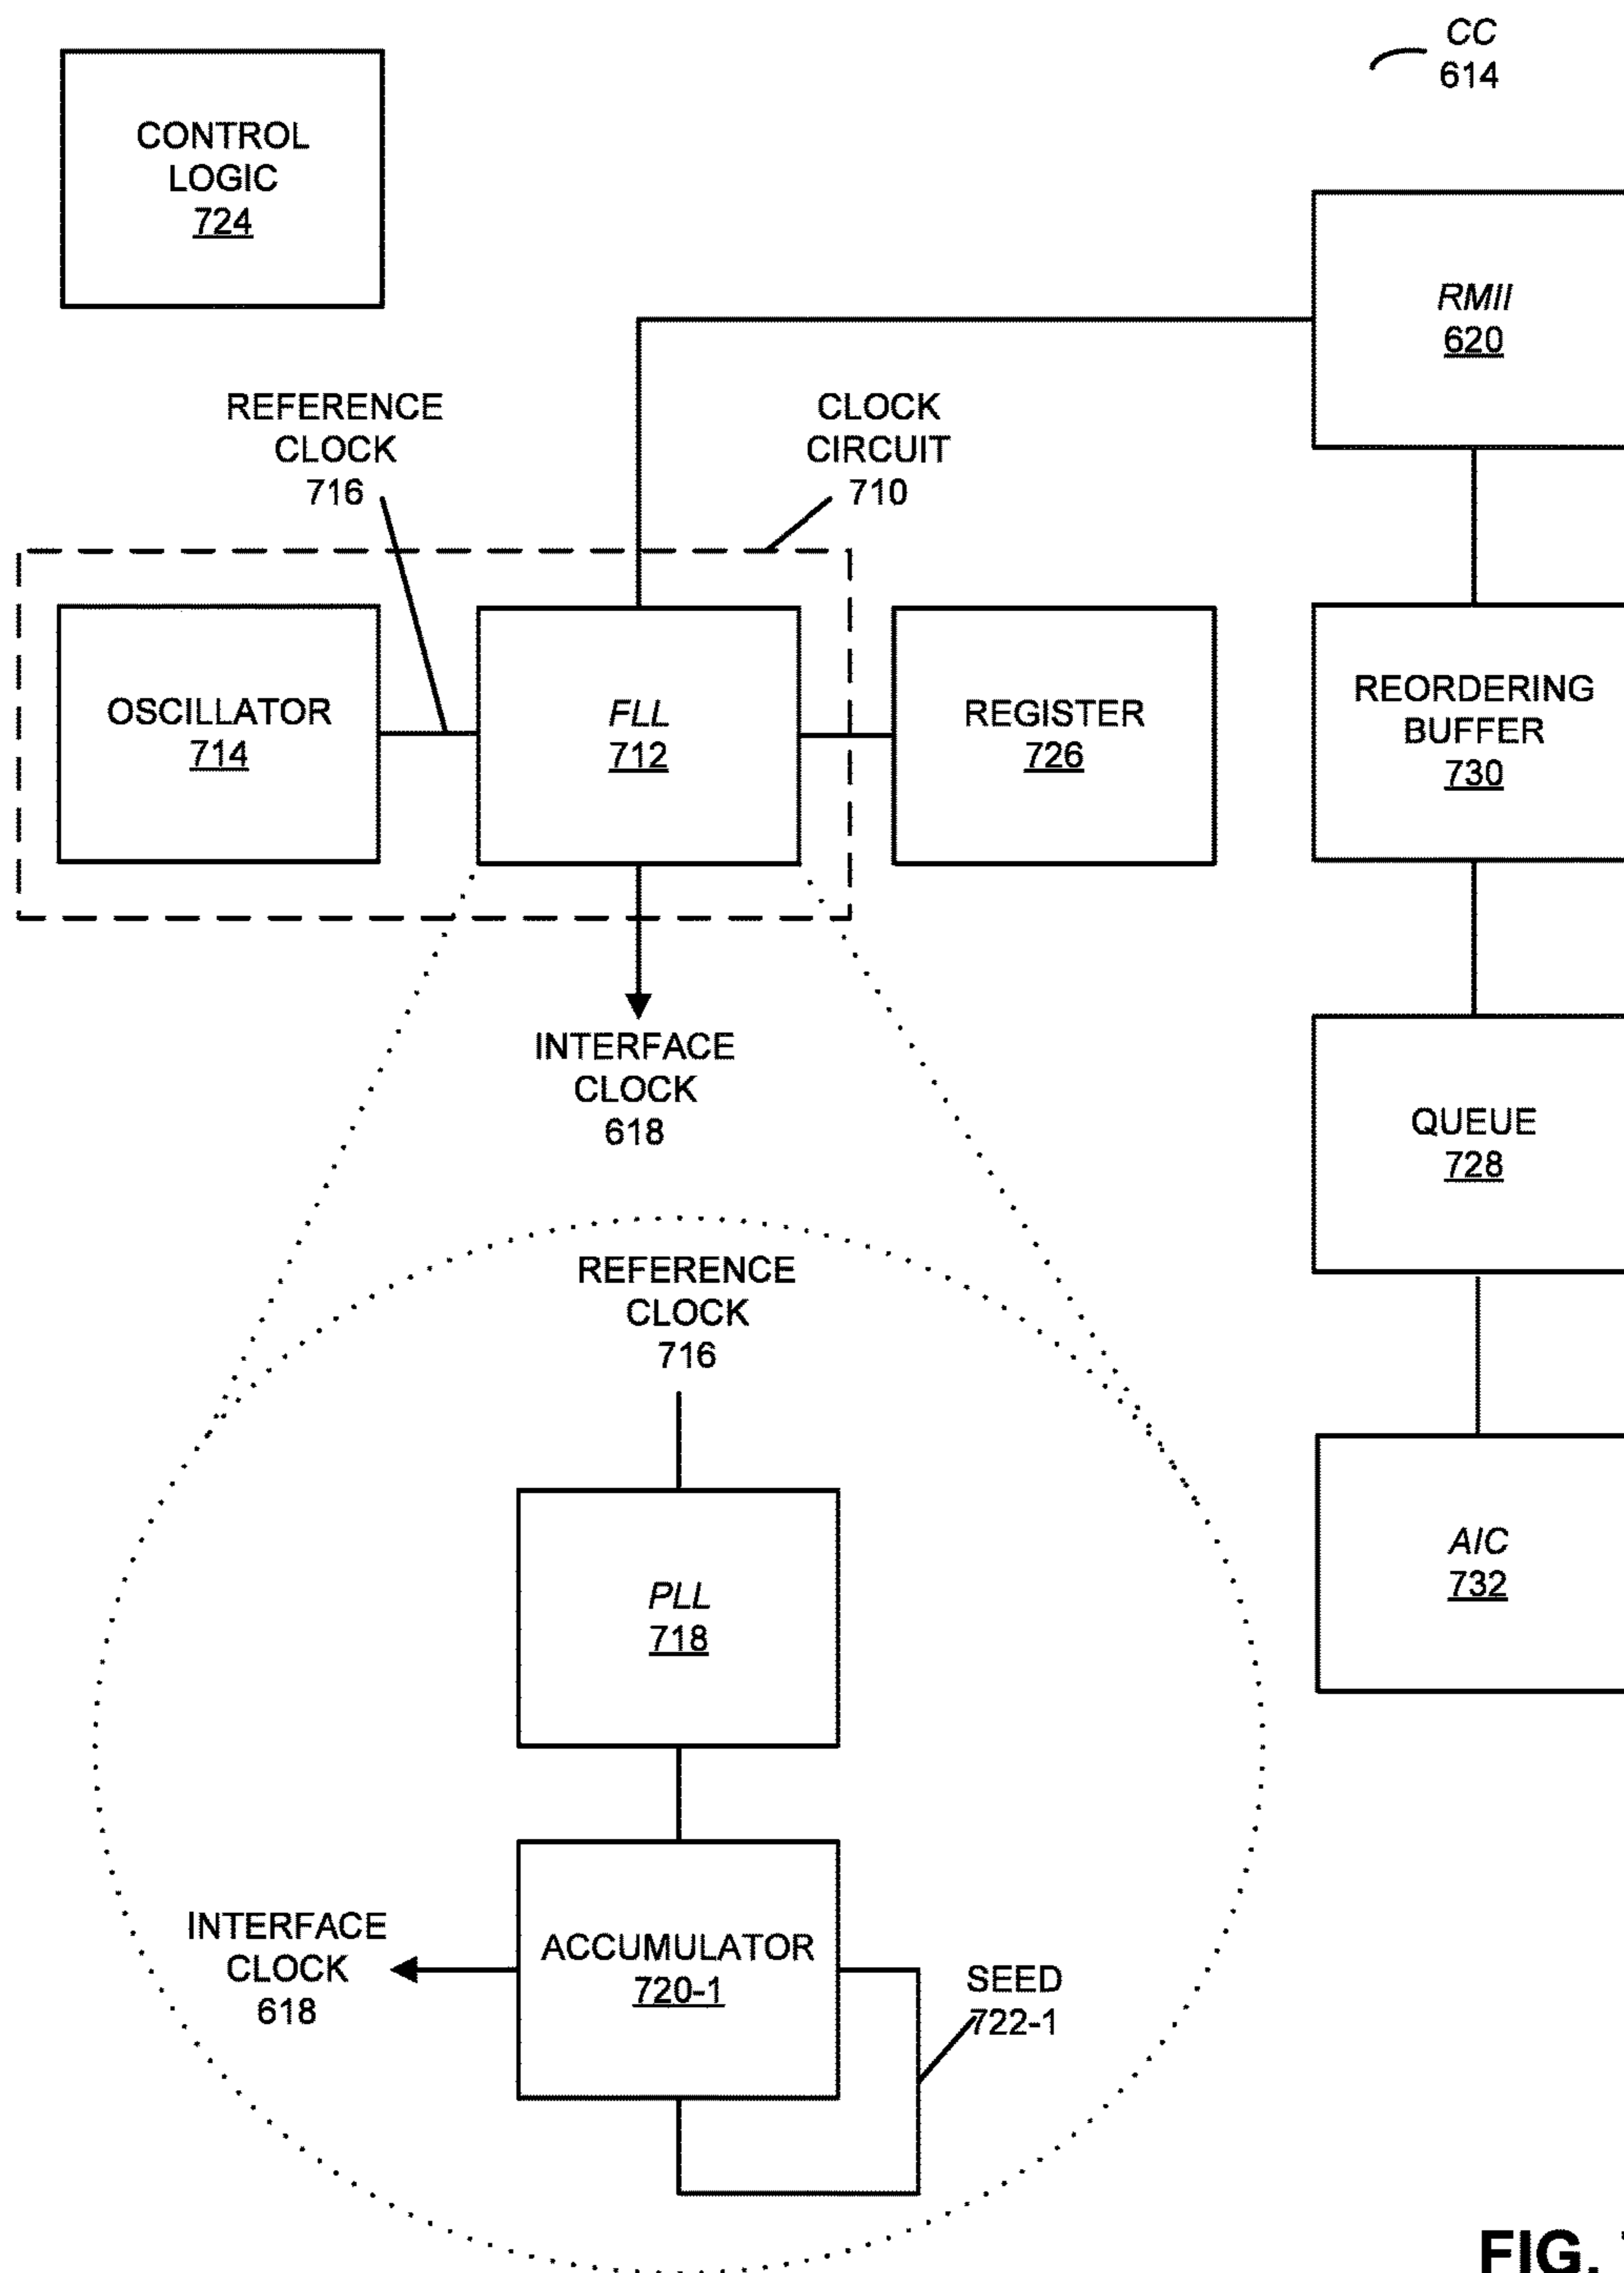 CC
614
CONTROL
LOGIC
724
RMII
620
REFERENCE
CLOCK
716
CLOCK
CIRCUIT
710
OSCILLATOR
714
FLL
712
REGISTER
726
REORDERING
BUFFER
730
INTERFACE
CLOCK
618
QUEUE
728
REFERENCE
CLOCK
716
PLL
718
AIC
732
INTERFACE
CLOCK
618
ACCUMULATOR
720-1
SEED
722-1
FIG.